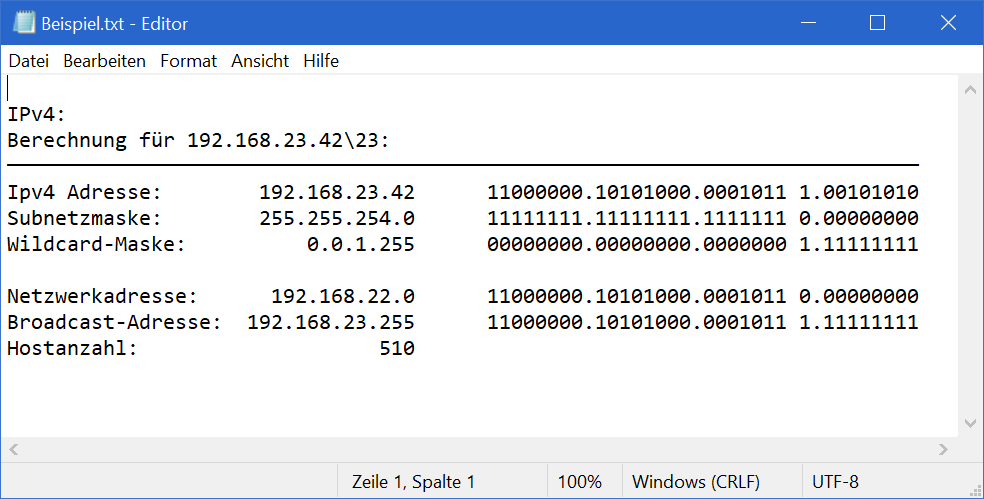 Beispiel.txt - Editor
Datei Bearbeiten Format Ansicht Hilfe
IPv4:
Berechnung für 192.168.23.42\23:
Ipv4 Adresse: 192.168.23.42 11000000.10101000.0001011 1.00101010
Subnetzmaske: 255.255.254.0 11111111.11111111.1111111 0.00000000
Wildcard-Maske: 0.0.1.255 00000000.00000000.0000000 1.11111111
Netzwerkadresse: 192.168.22.0 11000000.10101000.0001011 0.00000000
Broadcast-Adresse: 192.168.23.255 11000000.10101000.0001011 1.11111111
Hostanzahl: 510
Zeile 1, Spalte 1 100% Windows (CRLF) UTF-8